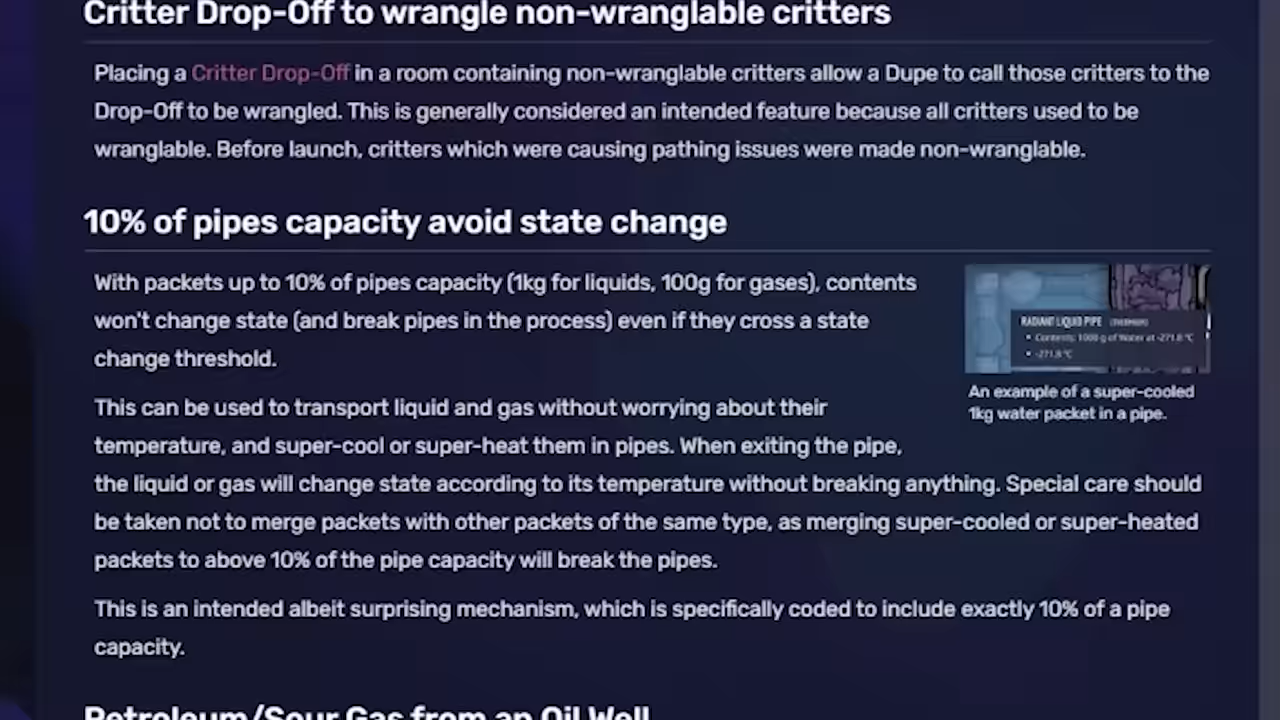 Critter Drop-Off to wrangle non-wranglable critters
Placing a Critter Drop-Off in a room containing non-wranglable critters allow a Dupe to call those critters to the
Drop-Off to be wrangled. This is generally considered an intended feature because all critters used to be
wranglable. Before launch, critters which were causing pathing issues were made non-wranglable.
10% of pipes capacity avoid state change
With packets up to 10% of pipes capacity (1kg for liquids, 100g for gases), contents
won't change state (and break pipes in the process) even if they cross a state
change threshold.
RADIANT LIQUID PIPE
• Contents: 1000 g of Water at -271.8 °C
• -271.8 °C
An example of a super-cooled
1kg water packet in a pipe.
This can be used to transport liquid and gas without worrying about their
temperature, and super-cool or super-heat them in pipes. When exiting the pipe,
the liquid or gas will change state according to its temperature without breaking anything. Special care should
be taken not to merge packets with other packets of the same type, as merging super-cooled or super-heated
packets to above 10% of the pipe capacity will break the pipes.
This is an intended albeit surprising mechanism, which is specifically coded to include exactly 10% of a pipe
capacity.
Petroleum/Sour Gas from an Oil Well